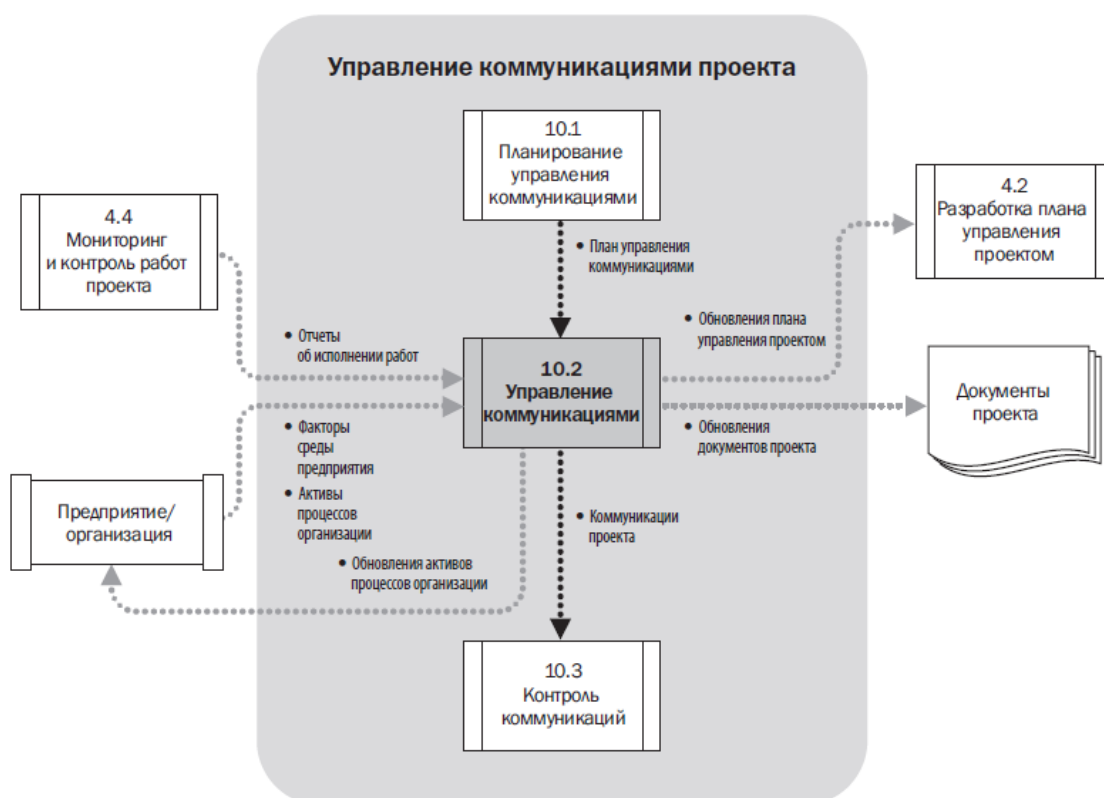 Управление коммуникациями проекта
10.1
Планирование
управления
коммуникациями
4.4
Мониторинг
и контроль работ
проекта
4.2
Разработка плана
управления
проектом
• План управления
коммуникациями
• Отчеты
об исполнении работ
• Обновления плана
управления проектом
10.2
Управление
коммуникациями
Документы
проекта
• Факторы
среды
предприятия
• Активы
процессов
организации
• Обновления
документов проекта
Предприятие/
организация
• Коммуникации
проекта
• Обновления активов
процессов организации
10.3
Контроль
коммуникаций